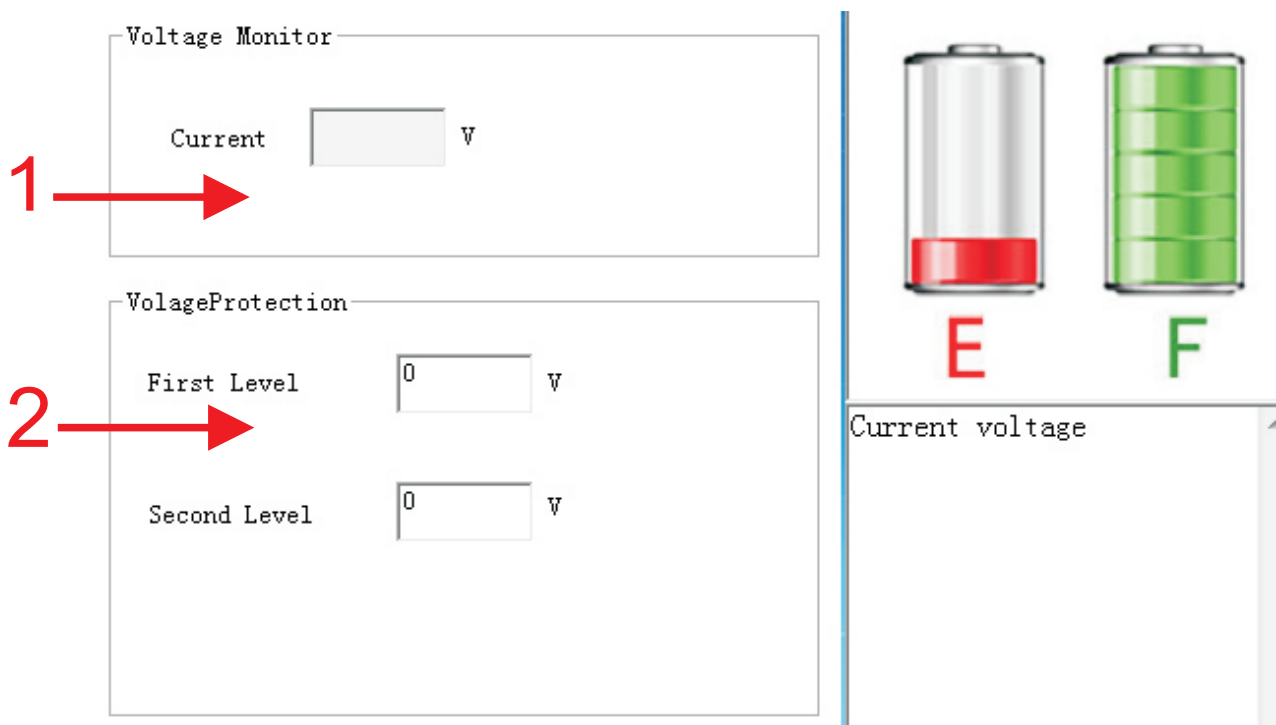 Voltage Monitor
Current V
1
VolageProtection
First Level 0 V
2
Second Level 0 V
E F
Current voltage